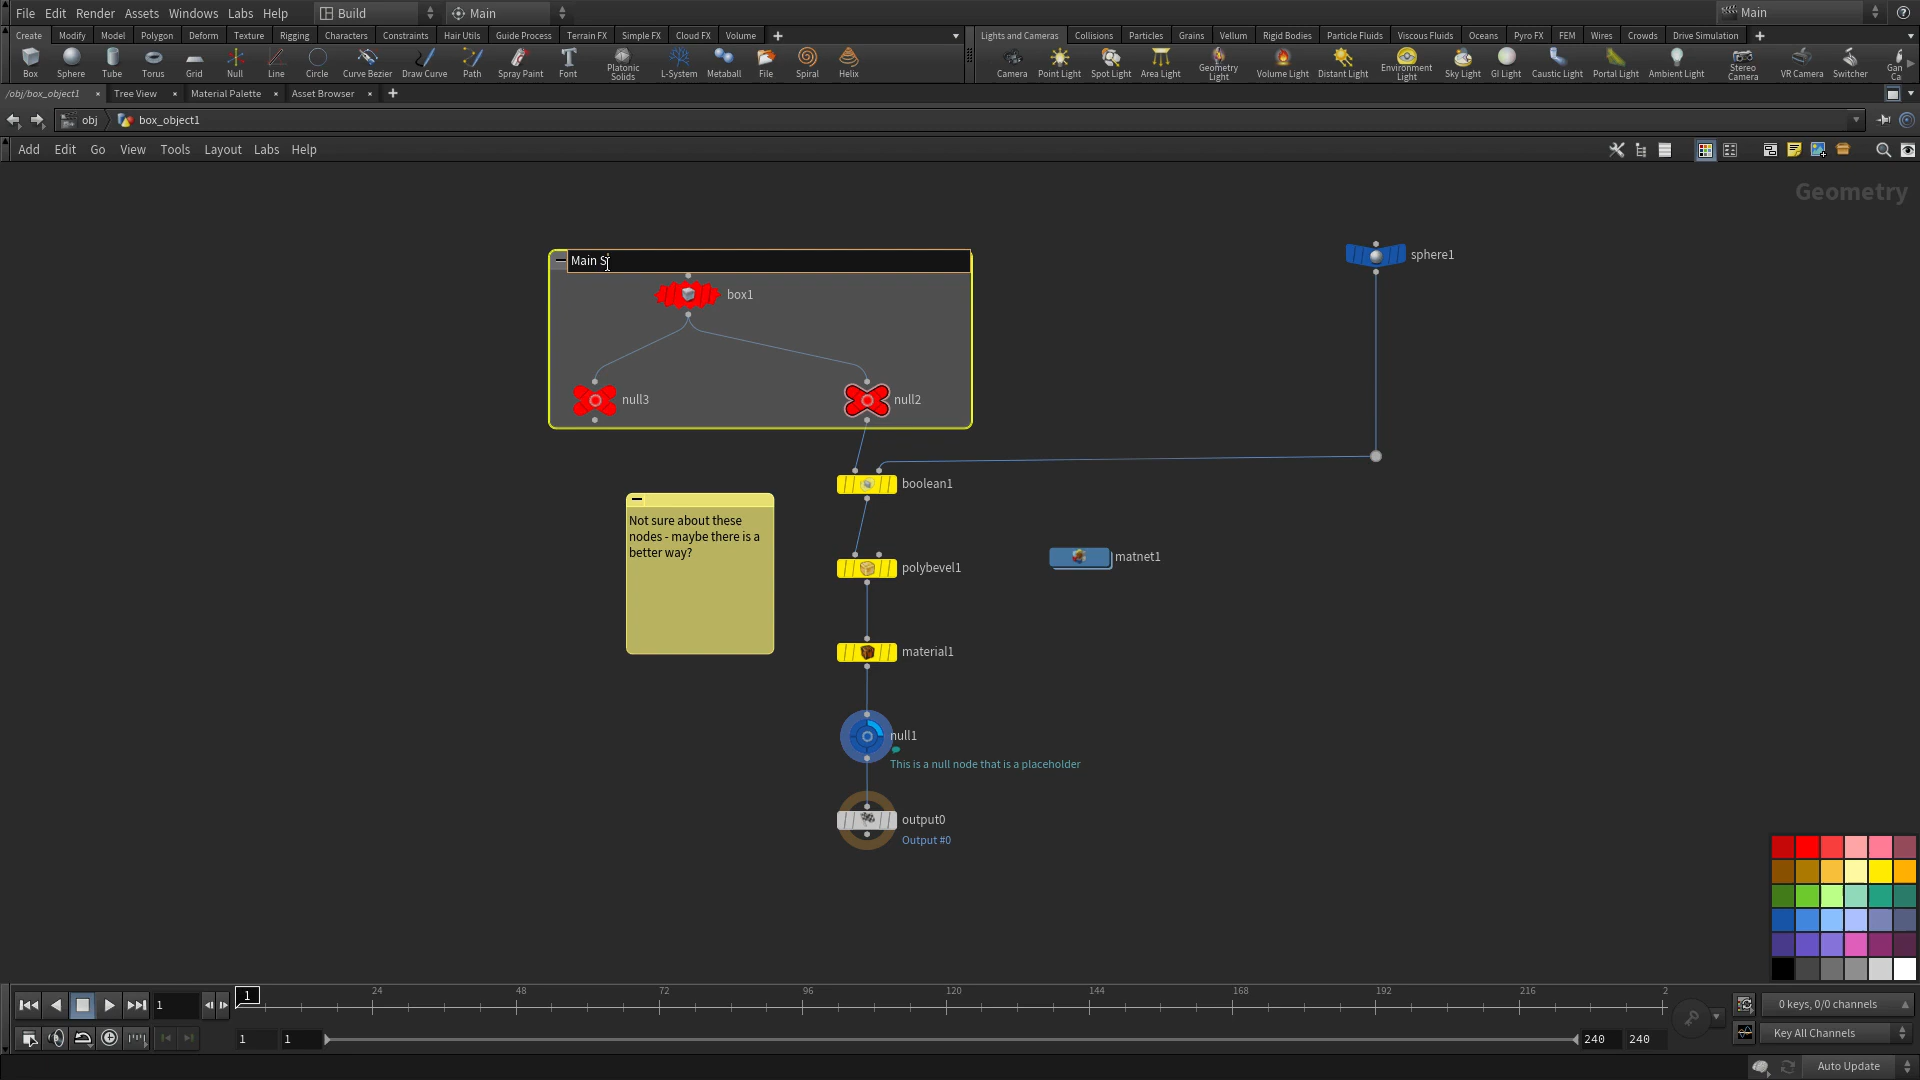 File Edit Render Assets Windows Labs Help Build Main Main
Create Modify Model Polygon Deform Texture Rigging Characters Constraints Hair Utils Guide Process Terrain FX Simple FX Cloud FX Volume
Lights and Cameras Collisions Particles Grains Vellum Rigid Bodies Particle Fluids Viscous Fluids Oceans Pyro FX FEM Wires Crowds Drive Simulation
Box Sphere Tube Torus Grid Null Line Circle Curve Bezier Draw Curve Path Spray Paint Font Platonic Solids L-System Metaball File Spiral Helix
Camera Point Light Spot Light Area Light Geometry Light Volume Light Distant Light Environment Light Sky Light GI Light Caustic Light Portal Light Ambient Light Stereo Camera VR Camera Switcher Gan Ca
/obj/box_object1 Tree View Material Palette Asset Browser
obj box_object1
Add Edit Go View Tools Layout Labs Help
Geometry
Main S
sphere1
box1
null3
null2
boolean1
Not sure about these
nodes - maybe there is a
better way?
matnet1
polybevel1
material1
null1
This is a null node that is a placeholder
output0
Output #0
1 1 24 48 72 96 120 144 168 192 216 2
0 keys, 0/0 channels
1 1 240 240
Key All Channels
Auto Update